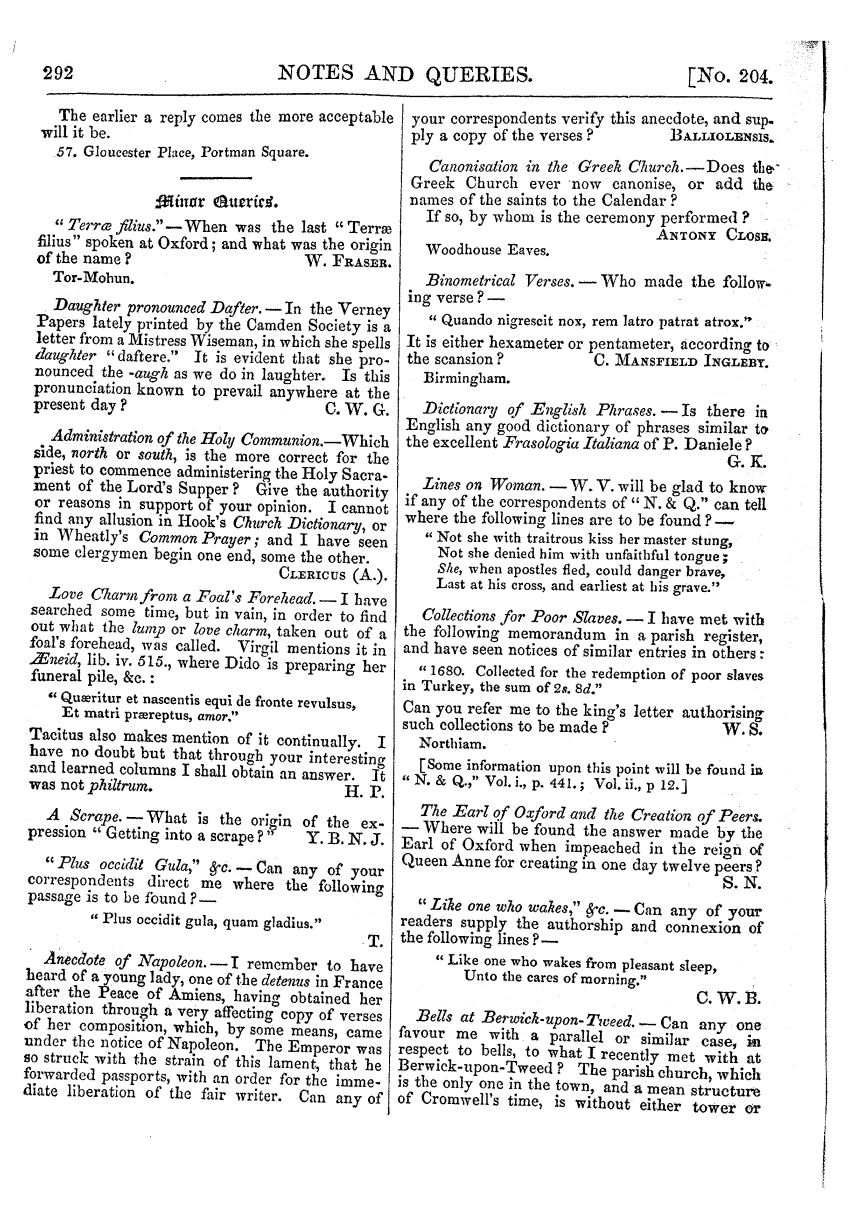 292
NOTES AND QUERIES.
[No. 204.
The earlier a reply comes the more acceptable
will it be.
57. Gloucester Place, Portman Square.
Minor Queries.
"Terræ filius."—When was the last "Terræ
filius" spoken at Oxford; and what was the origin
of the name? W. FRASER.
Tor-Mohun.
Daughter pronounced Dafter.—In the Verney
Papers lately printed by the Camden Society is a
letter from a Mistress Wiseman, in which she spells
daughter "daftere." It is evident that she pro-
nounced the -augh as we do in laughter. Is this
pronunciation known to prevail anywhere at the
present day? C. W. G.
Administration of the Holy Communion.—Which
side, north or south, is the more correct for the
priest to commence administering the Holy Sacra-
ment of the Lord's Supper? Give the authority
or reasons in support of your opinion. I cannot
find any allusion in Hook's Church Dictionary, or
in Wheatly's Common Prayer; and I have seen
some clergymen begin one end, some the other.
CLERICUS (A.).
Love Charm from a Foal's Forehead.—I have
searched some time, but in vain, in order to find
out what the lump or love charm, taken out of a
foal's forehead, was called. Virgil mentions it in
Æneid, lib. iv. 515., where Dido is preparing her
funeral pile, &c.:
"Quæritur et nascentis equi de fronte revulsus,
Et matri præreptus, amor."
Tacitus also makes mention of it continually. I
have no doubt but that through your interesting
and learned columns I shall obtain an answer. It
was not philtrum. H. P.
A Scrape.—What is the origin of the ex-
pression "Getting into a scrape?" Y. B. N. J.
"Plus occidit Gula," &c.—Can any of your
correspondents direct me where the following
passage is to be found?—
"Plus occidit gula, quam gladius."
T.
Anecdote of Napoleon.—I remember to have
heard of a young lady, one of the detenus in France
after the Peace of Amiens, having obtained her
liberation through a very affecting copy of verses
of her composition, which, by some means, came
under the notice of Napoleon. The Emperor was
so struck with the strain of this lament, that he
forwarded passports, with an order for the imme-
diate liberation of the fair writer. Can any of
your correspondents verify this anecdote, and sup-
ply a copy of the verses? BALLIOLENSIS.
Canonisation in the Greek Church.—Does the
Greek Church ever now canonise, or add the
names of the saints to the Calendar?
If so, by whom is the ceremony performed?
ANTONY CLOSE.
Woodhouse Eaves.
Binometrical Verses.—Who made the follow-
ing verse?—
"Quando nigrescit nox, rem latro patrat atrox."
It is either hexameter or pentameter, according to
the scansion? C. MANSFIELD INGLEBY.
Birmingham.
Dictionary of English Phrases.—Is there in
English any good dictionary of phrases similar to
the excellent Frasologia Italiana of P. Daniele?
G. K.
Lines on Woman.—W. V. will be glad to know
if any of the correspondents of "N. & Q." can tell
where the following lines are to be found?—
"Not she with traitrous kiss her master stung,
Not she denied him with unfaithful tongue;
She, when apostles fled, could danger brave,
Last at his cross, and earliest at his grave."
Collections for Poor Slaves.—I have met with
the following memorandum in a parish register,
and have seen notices of similar entries in others:
"1680. Collected for the redemption of poor slaves
in Turkey, the sum of 2s. 8d."
Can you refer me to the king's letter authorising
such collections to be made? W. S.
Northiam.
[Some information upon this point will be found in
"N. & Q.," Vol. i., p. 441.; Vol. ii., p 12.]
The Earl of Oxford and the Creation of Peers.
—Where will be found the answer made by the
Earl of Oxford when impeached in the reign of
Queen Anne for creating in one day twelve peers?
S. N.
"Like one who wakes," &c.—Can any of your
readers supply the authorship and connexion of
the following lines?—
"Like one who wakes from pleasant sleep,
Unto the cares of morning."
C. W. B.
Bells at Berwick-upon-Tweed.—Can any one
favour me with a parallel or similar case, in
respect to bells, to what I recently met with at
Berwick-upon-Tweed? The parish church, which
is the only one in the town, and a mean structure
of Cromwell's time, is without either tower or